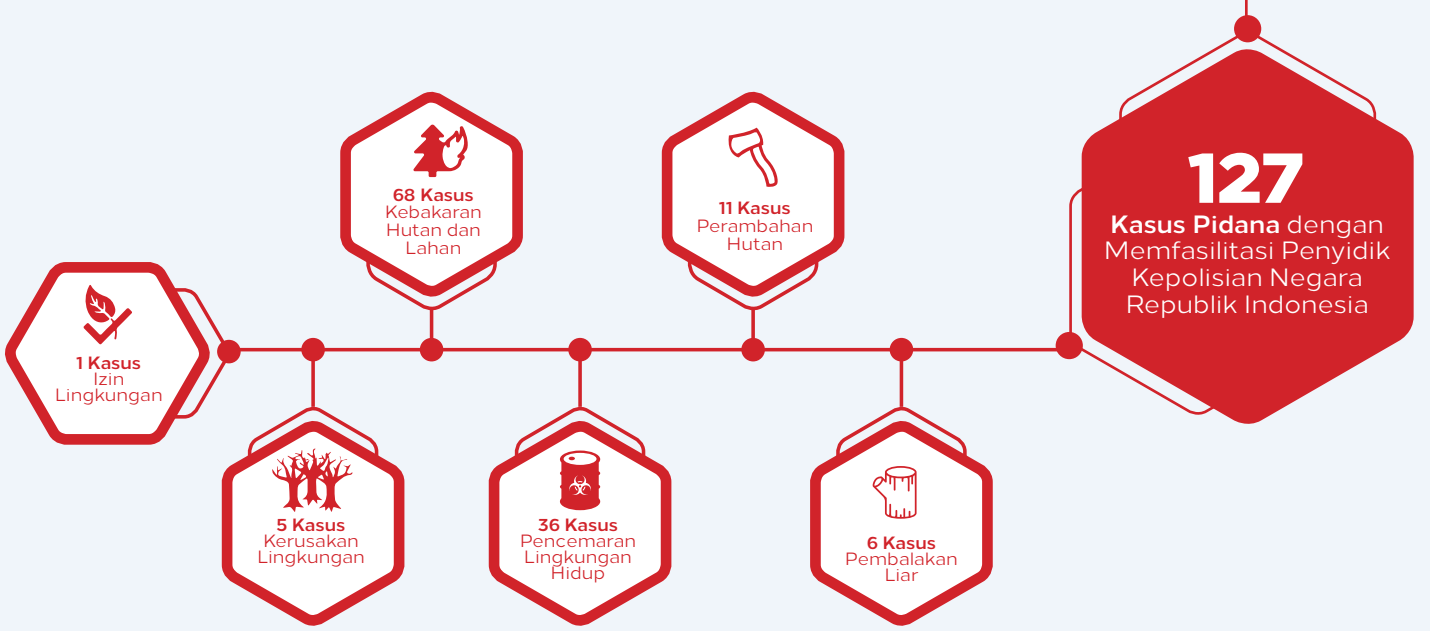 68 Kasus
Kebakaran
Hutan dan
Lahan
11 Kasus
Perambahan
Hutan
127
Kasus Pidana dengan
Memfasilitasi Penyidik
Kepolisian Negara
Republik Indonesia
1 Kasus
Izin
Lingkungan
5 Kasus
Kerusakan
Lingkungan
36 Kasus
Pencemaran
Lingkungan
Hidup
6 Kasus
Pembalakan
Liar